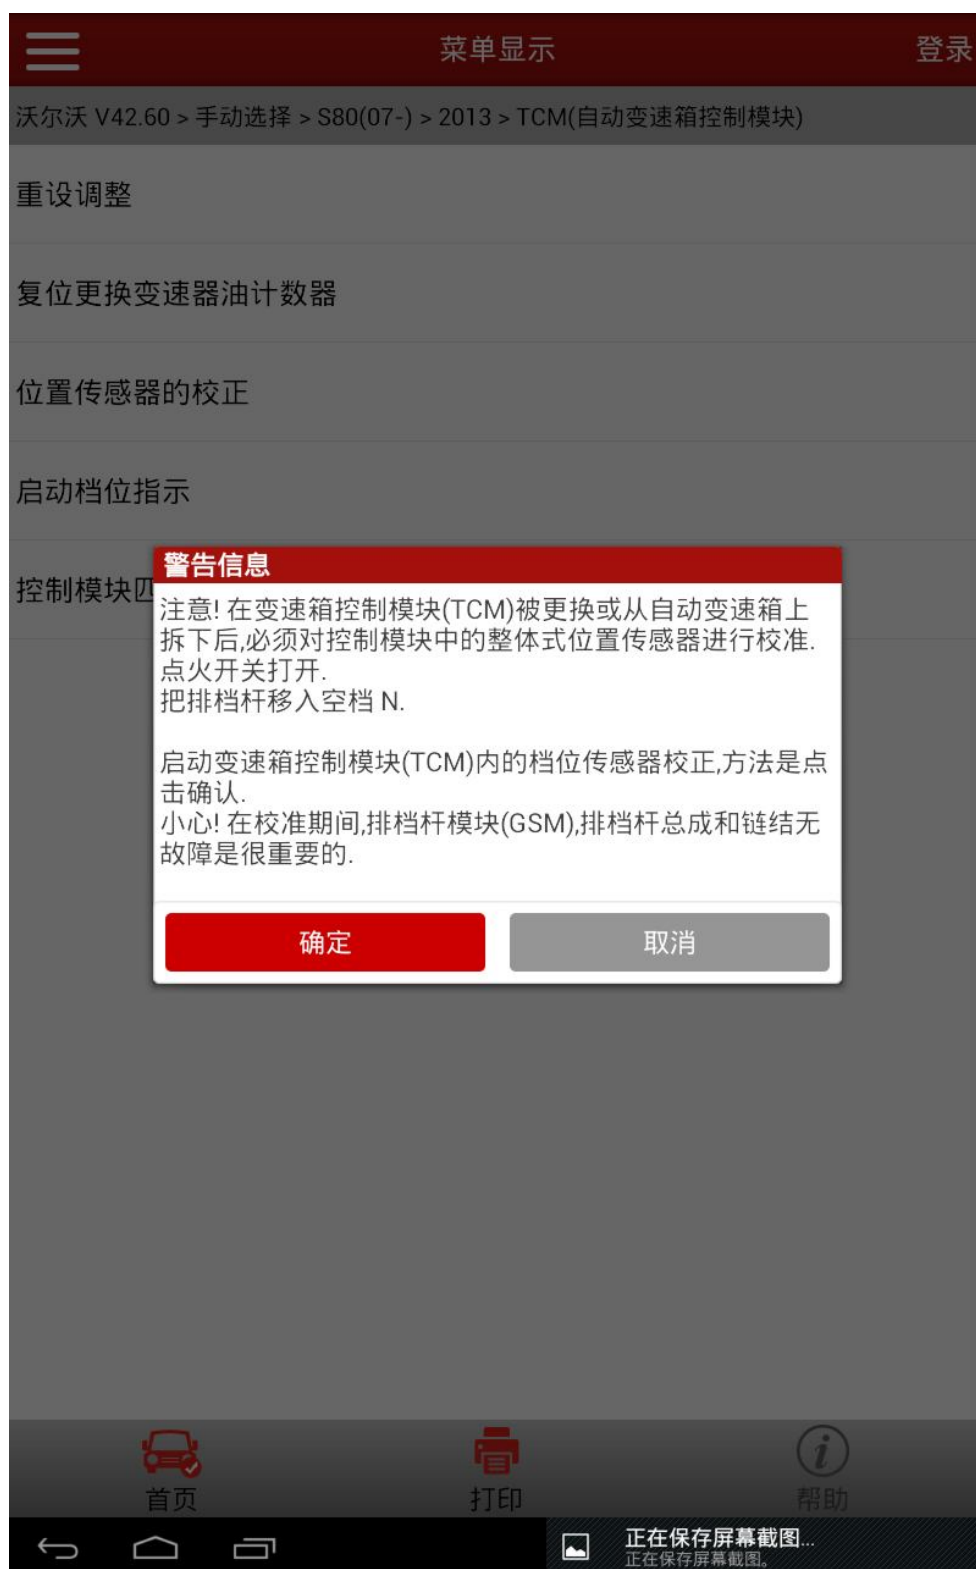 菜单显示
登录
沃尔沃 V42.60 > 手动选择 > S80(07-) > 2013 > TCM(自动变速箱控制模块)
重设调整
复位更换变速器油计数器
位置传感器的校正
启动档位指示
控制模块匹
警告信息
注意! 在变速箱控制模块(TCM)被更换或从自动变速箱上
拆下后,必须对控制模块中的整体式位置传感器进行校准.
点火开关打开.
把排档杆移入空档 N.
启动变速箱控制模块(TCM)内的档位传感器校正,方法是点
击确认.
小心! 在校准期间,排档杆模块(GSM),排档杆总成和链结无
故障是很重要的.
确定
取消
首页
打印
帮助
正在保存屏幕截图...
正在保存屏幕截图。